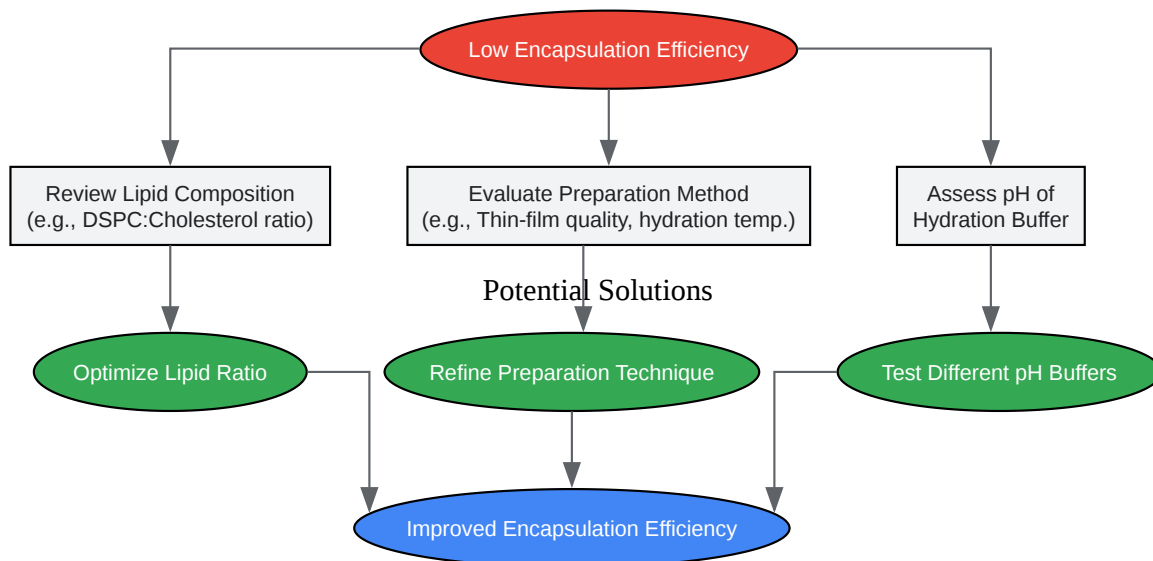 Low Encapsulation Efficiency
Review Lipid Composition
(e.g., DSPC:Cholesterol ratio)
Evaluate Preparation Method
(e.g., Thin-film quality, hydration temp.)
Assess pH of
Hydration Buffer
Potential Solutions
Optimize Lipid Ratio
Refine Preparation Technique
Test Different pH Buffers
Improved Encapsulation Efficiency